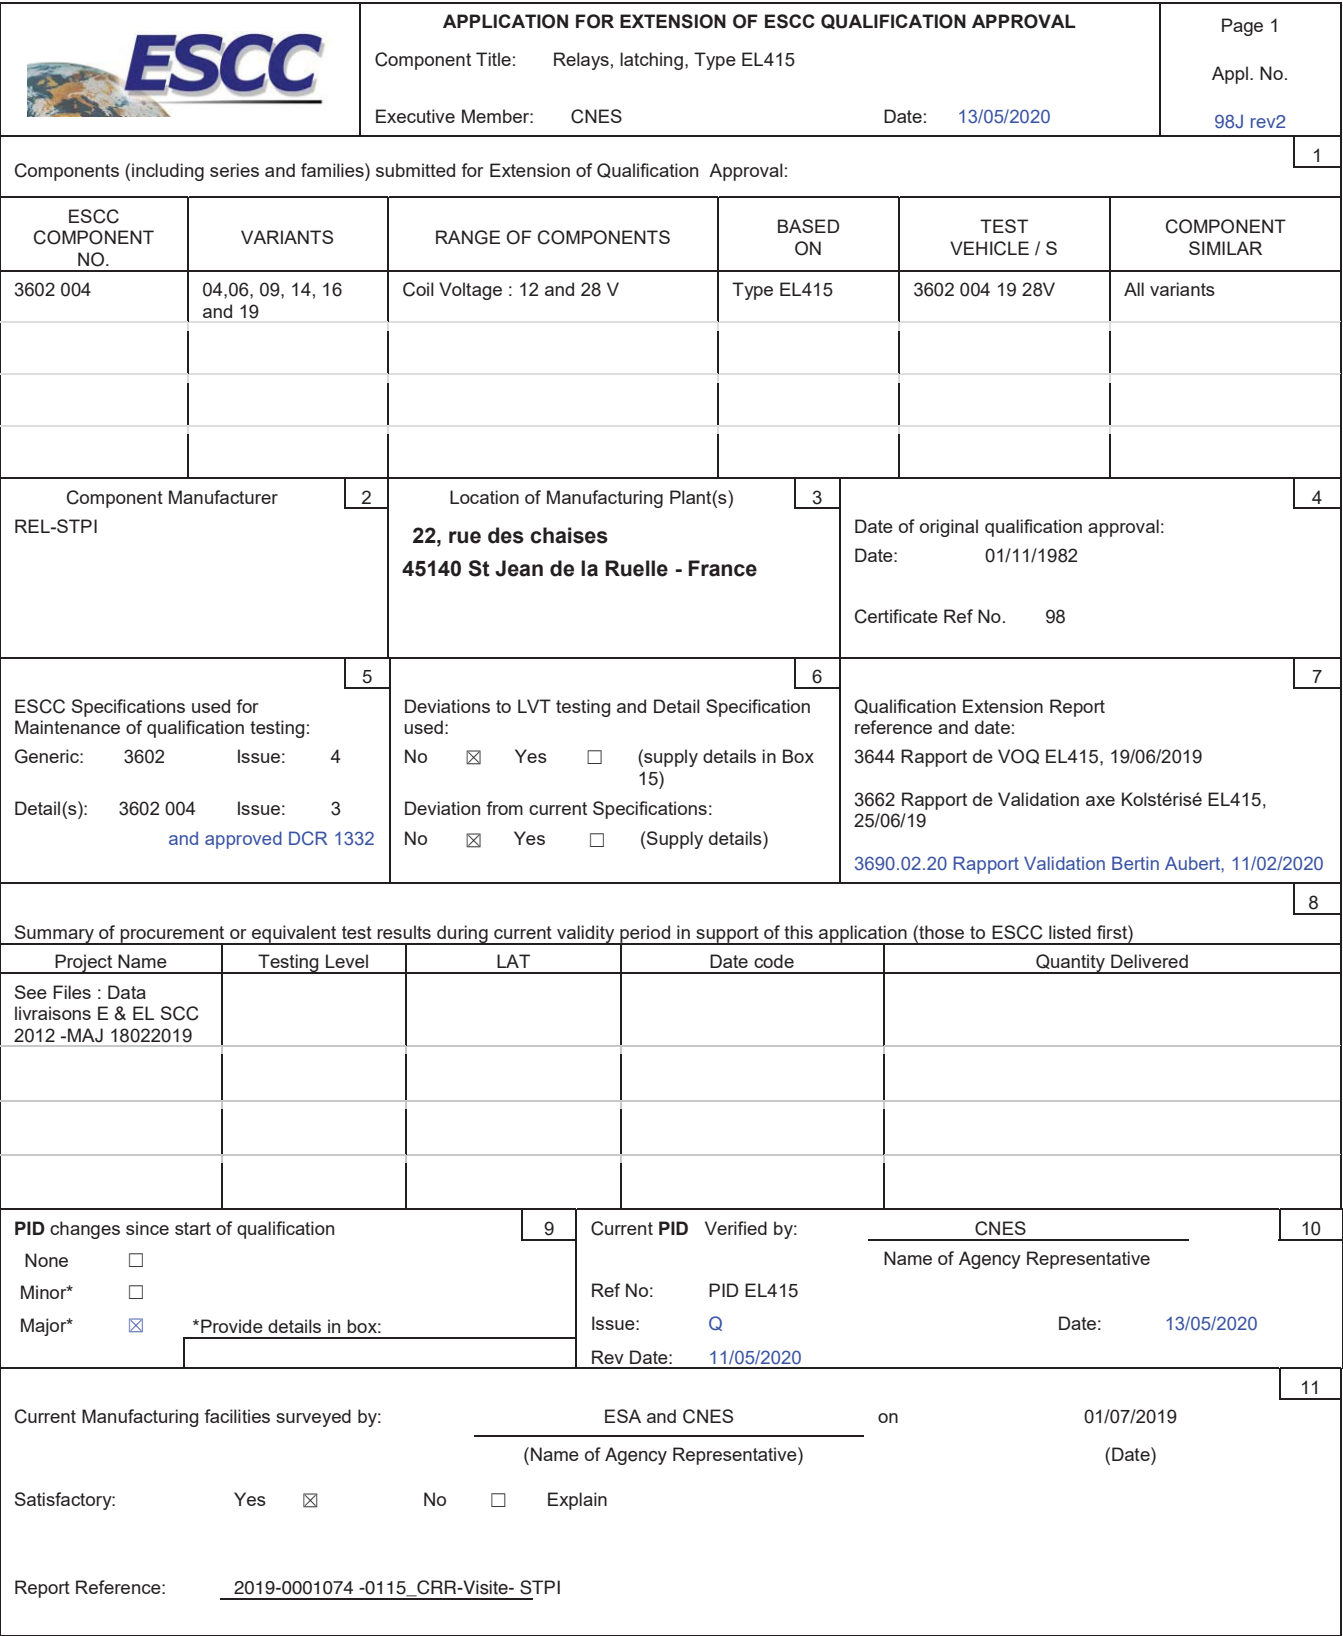 ESCC
APPLICATION FOR EXTENSION OF ESCC QUALIFICATION APPROVAL
Component Title: Relays, latching, Type EL415
Executive Member: CNES Date: 13/05/2020
Page 1
Appl. No.
98J rev2
1
Components (including series and families) submitted for Extension of Qualification Approval:
ESCC
COMPONENT
NO.
VARIANTS
RANGE OF COMPONENTS
BASED
ON
TEST
VEHICLE / S
COMPONENT
SIMILAR
3602 004
04,06, 09, 14, 16
and 19
Coil Voltage : 12 and 28 V
Type EL415
3602 004 19 28V
All variants
Component Manufacturer
2
REL-STPI
Location of Manufacturing Plant(s)
3
22, rue des chaises
45140 St Jean de la Ruelle - France
4
Date of original qualification approval:
Date: 01/11/1982
Certificate Ref No. 98
5
ESCC Specifications used for
Maintenance of qualification testing:
Generic: 3602 Issue: 4
Detail(s): 3602 004 Issue: 3
and approved DCR 1332
6
Deviations to LVT testing and Detail Specification
used:
No ☒ Yes ☐ (supply details in Box
15)
Deviation from current Specifications:
No ☒ Yes ☐ (Supply details)
7
Qualification Extension Report
reference and date:
3644 Rapport de VOQ EL415, 19/06/2019
3662 Rapport de Validation axe Kolstérisé EL415,
25/06/19
3690.02.20 Rapport Validation Bertin Aubert, 11/02/2020
8
Summary of procurement or equivalent test results during current validity period in support of this application (those to ESCC listed first)
Project Name
Testing Level
LAT
Date code
Quantity Delivered
See Files : Data
livraisons E & EL SCC
2012 -MAJ 18022019
PID changes since start of qualification
9
None ☐
Minor* ☐
Major* ☒ *Provide details in box:
Current PID Verified by: CNES
10
Name of Agency Representative
Ref No: PID EL415
Issue: Q Date: 13/05/2020
Rev Date: 11/05/2020
11
Current Manufacturing facilities surveyed by: ESA and CNES on 01/07/2019
(Name of Agency Representative) (Date)
Satisfactory: Yes ☒ No ☐ Explain
Report Reference: 2019-0001074 -0115_CRR-Visite- STPI